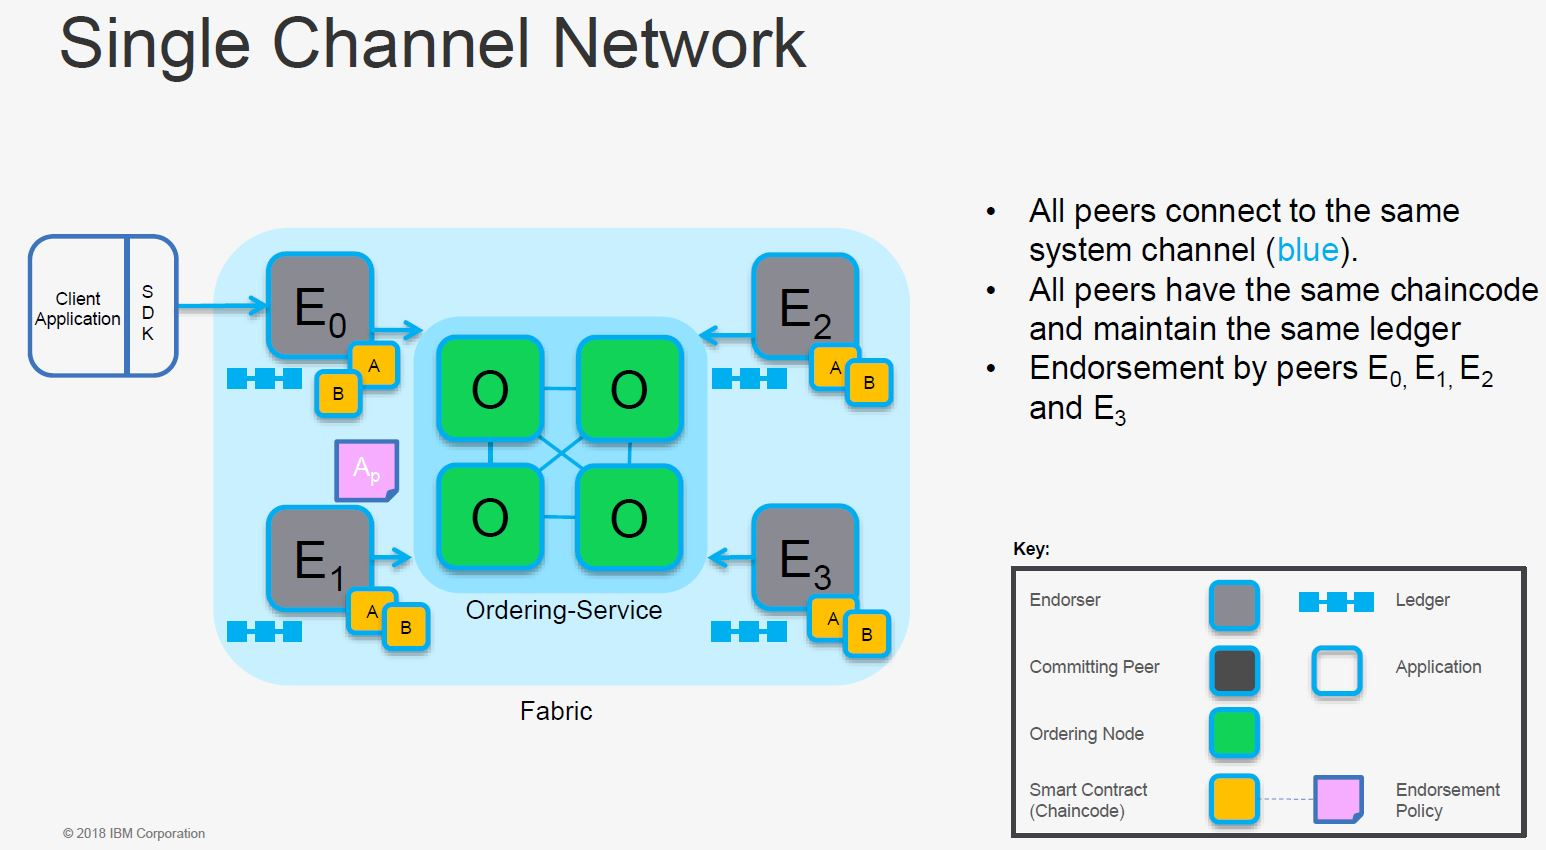 Single Channel Network
Client
Application
S
D
K
E0
A
B
E2
A
B
O
O
Ap
O
O
E1
A
B
E3
A
B
Ordering-Service
Fabric
• All peers connect to the same
system channel (blue).
• All peers have the same chaincode
and maintain the same ledger
• Endorsement by peers E0, E1, E2
and E3
Key:
Endorser
Ledger
Committing Peer
Application
Ordering Node
Smart Contract
(Chaincode)
Endorsement
Policy
© 2018 IBM Corporation